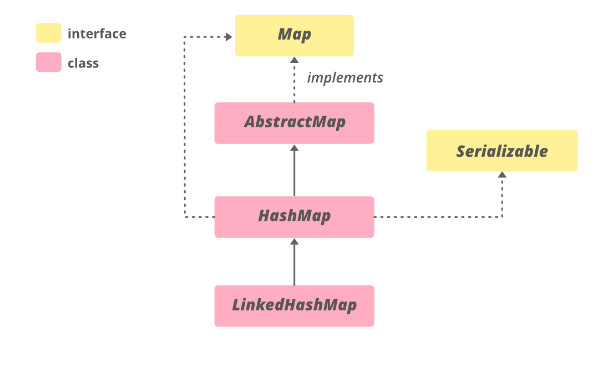 interface
class
Map
implements
AbstractMap
Serializable
HashMap
LinkedHashMap